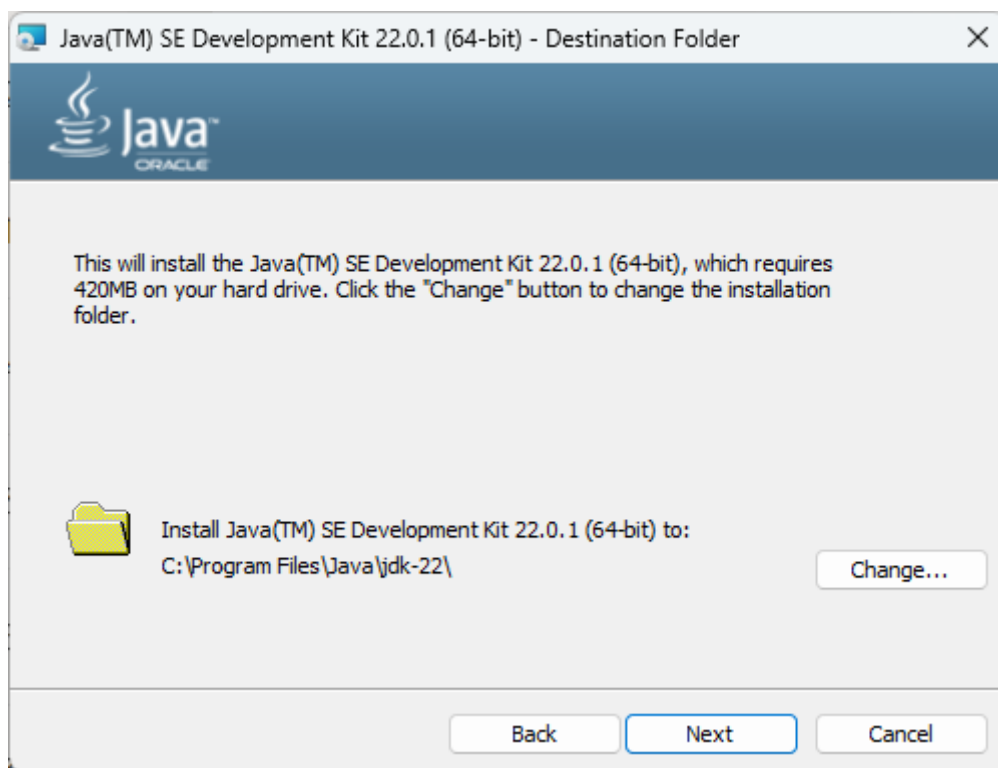 Java(TM) SE Development Kit 22.0.1 (64-bit) - Destination Folder
Java™
ORACLE
This will install the Java(TM) SE Development Kit 22.0.1 (64-bit), which requires
420MB on your hard drive. Click the "Change" button to change the installation
folder.
Install Java(TM) SE Development Kit 22.0.1 (64-bit) to:
C:\Program Files\Java\jdk-22\
Change...
Back
Next
Cancel